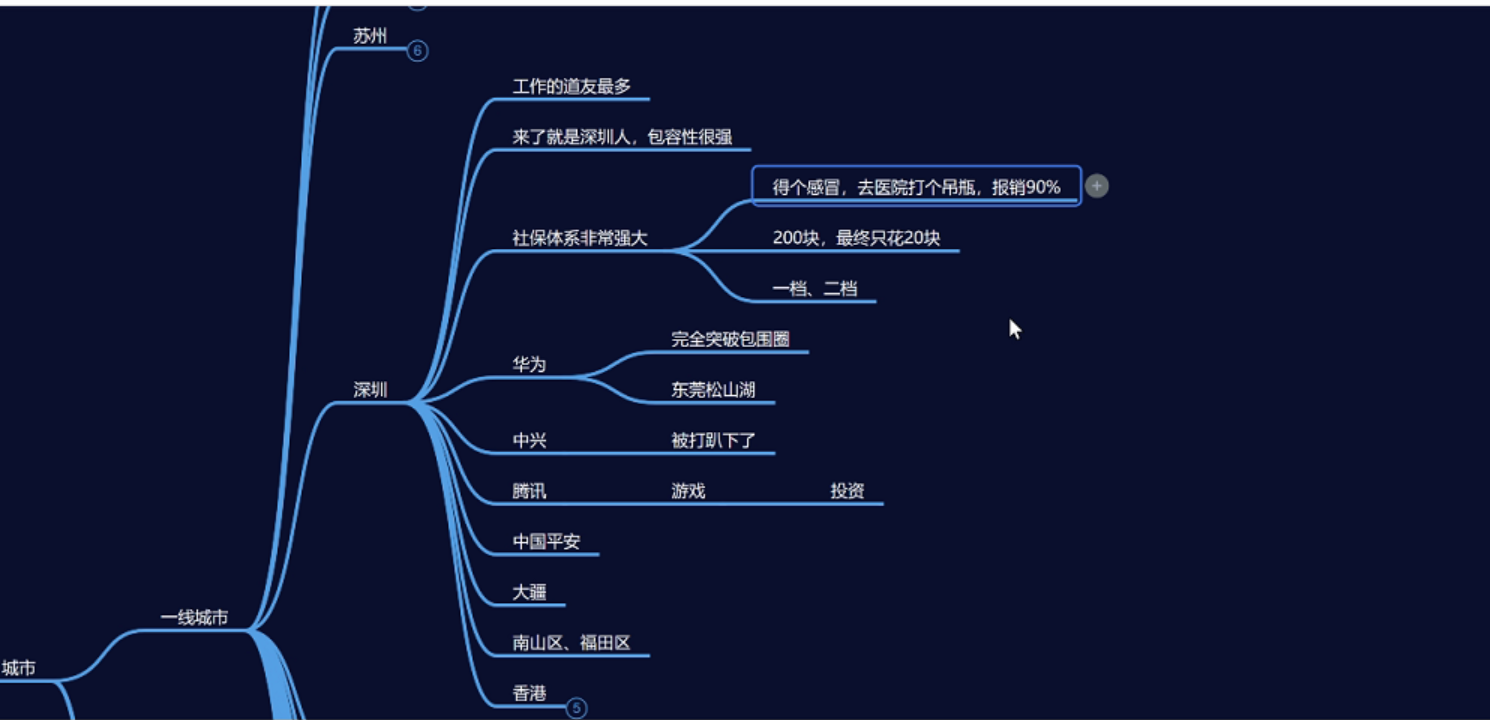 苏州
6
工作的道友最多
来了就是深圳人，包容性很强
得个感冒，去医院打个吊瓶，报销90%
社保体系非常强大
200块，最终只花20块
一档、二档
完全突破包围圈
华为
深圳
东莞松山湖
中兴
被打趴下了
腾讯
游戏
投资
中国平安
大疆
一线城市
南山区、福田区
城市
香港
5